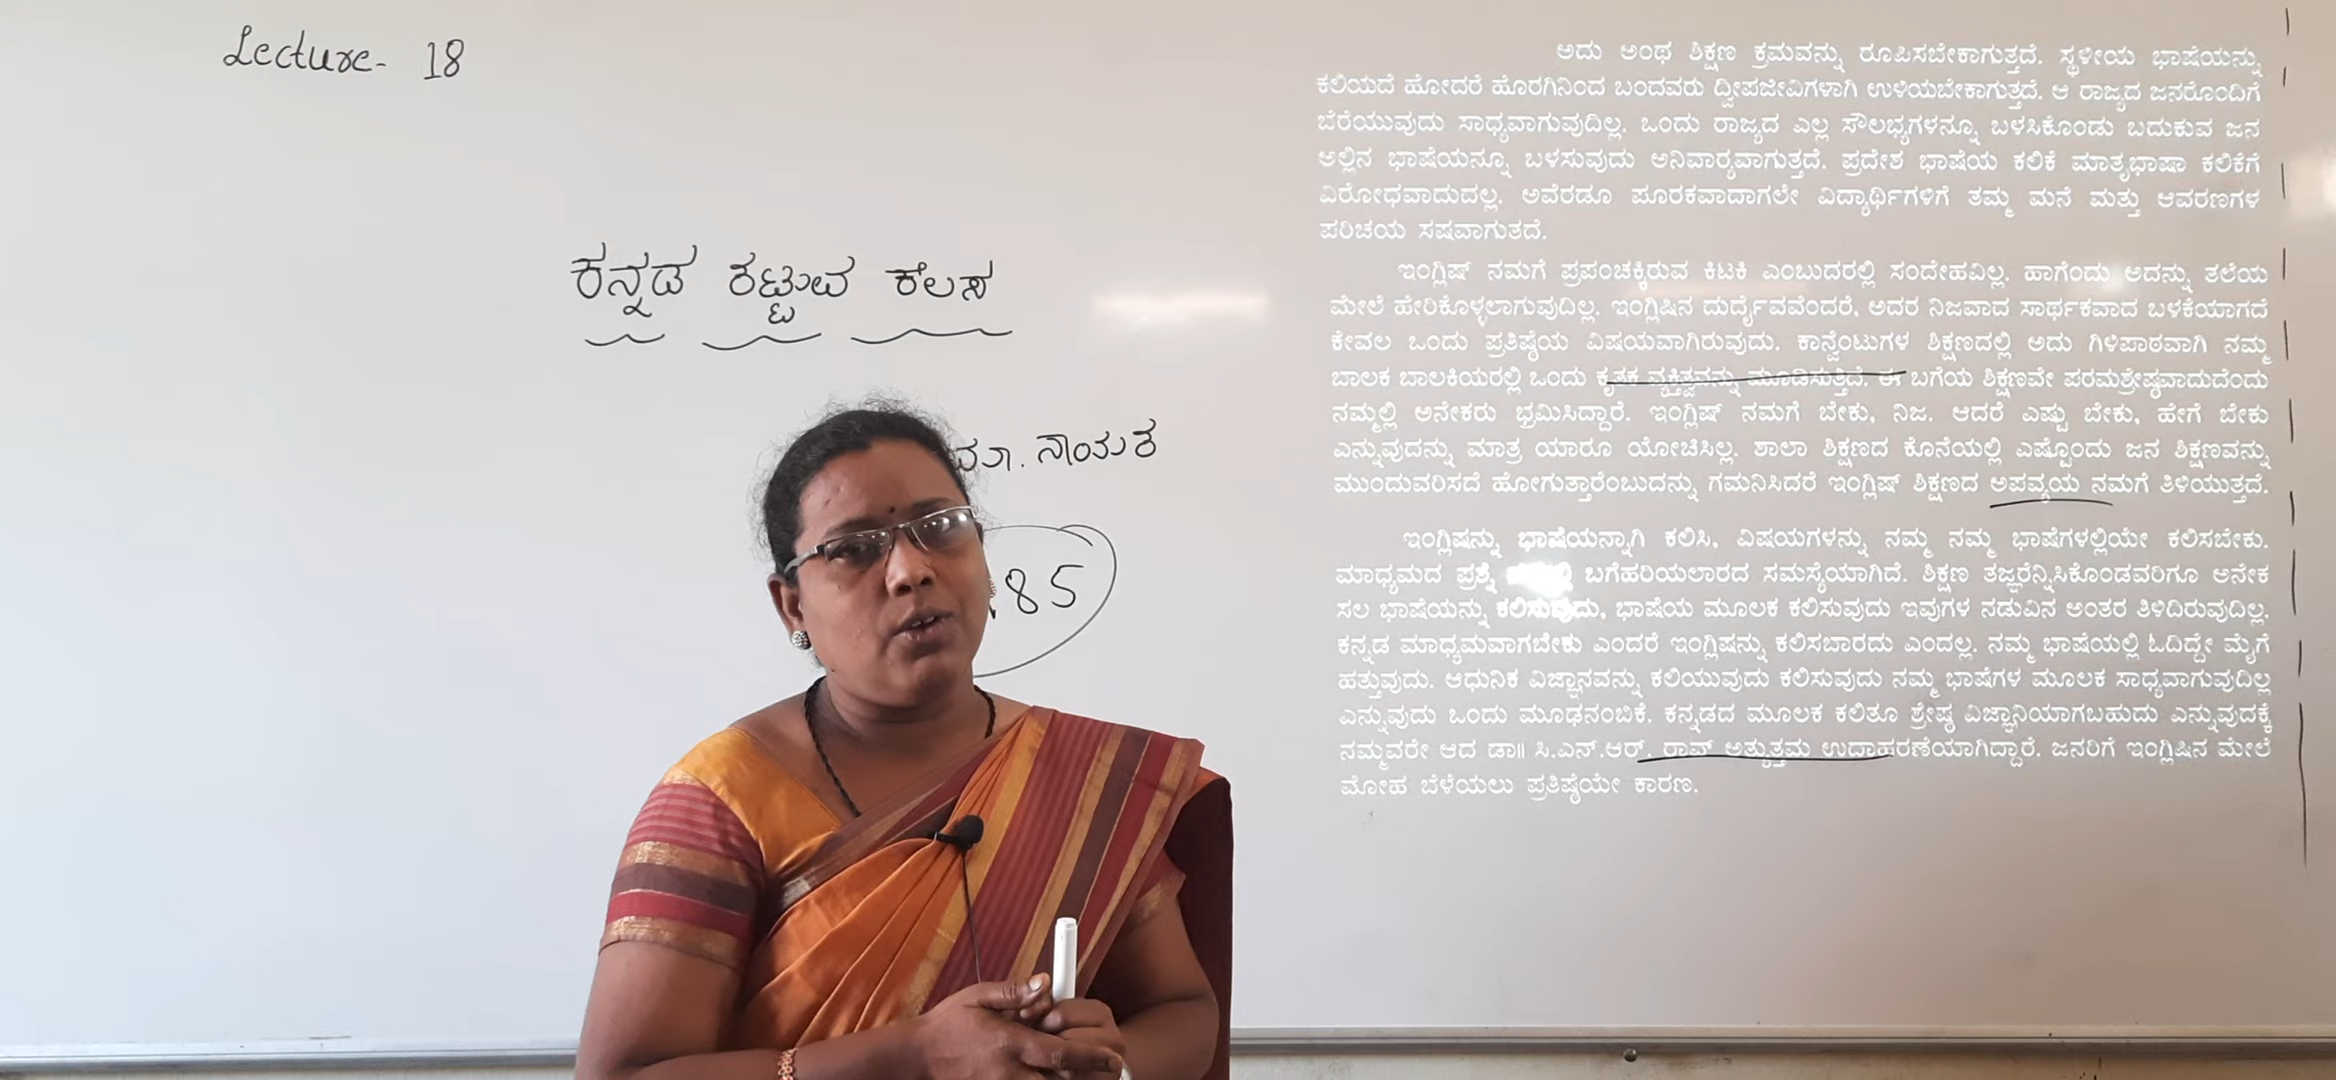 Lecture- 18
ಕನ್ನಡ ಕಟ್ಟುವ ಕೆಲಸ
ನಾಯಕ
85
ಅದು ಅಂಥ ಶಿಕ್ಷಣ ಕ್ರಮವನ್ನು ರೂಪಿಸಬೇಕಾಗುತ್ತದೆ. ಸ್ಥಳೀಯ ಭಾಷೆಯನ್ನು
ಕಲಿಯದೆ ಹೋದರೆ ಹೊರಗಿನಿಂದ ಬಂದವರು ದ್ವೀಪಜೀವಿಗಳಾಗಿ ಉಳಿಯಬೇಕಾಗುತ್ತದೆ. ಆ ರಾಜ್ಯದ ಜನರೊಂದಿಗೆ
ಬೆರೆಯುವುದು ಸಾಧ್ಯವಾಗುವುದಿಲ್ಲ. ಒಂದು ರಾಜ್ಯದ ಎಲ್ಲ ಸೌಲಭ್ಯಗಳನ್ನೂ ಬಳಸಿಕೊಂಡು ಬದುಕುವ ಜನ
ಅಲ್ಲಿನ ಭಾಷೆಯನ್ನೂ ಬಳಸುವುದು ಅನಿವಾರ್‍ಯವಾಗುತ್ತದೆ. ಪ್ರದೇಶ ಭಾಷೆಯ ಕಲಿಕೆ ಮಾತೃಭಾಷಾ ಕಲಿಕೆಗೆ
ವಿರೋಧವಾದುದಲ್ಲ. ಅವೆರಡೂ ಪೂರಕವಾದಾಗಲೇ ವಿದ್ಯಾರ್ಥಿಗಳಿಗೆ ತಮ್ಮ ಮನೆ ಮತ್ತು ಆವರಣಗಳ
ಪರಿಚಯ ಸಷವಾಗುತದೆ.
ಇಂಗ್ಲಿಷ್ ನಮಗೆ ಪ್ರಪಂಚಕ್ಕಿರುವ ಕಿಟಕಿ ಎಂಬುದರಲ್ಲಿ ಸಂದೇಹವಿಲ್ಲ. ಹಾಗೆಂದು ಅದನ್ನು ತಲೆಯ
ಮೇಲೆ ಹೇರಿಕೊಳ್ಳಲಾಗುವುದಿಲ್ಲ. ಇಂಗ್ಲಿಷಿನ ದುರ್ದೈವವೆಂದರೆ, ಅದರ ನಿಜವಾದ ಸಾರ್ಥಕವಾದ ಬಳಕೆಯಾಗದೆ
ಕೇವಲ ಒಂದು ಪ್ರತಿಷ್ಠೆಯ ವಿಷಯವಾಗಿರುವುದು. ಕಾನ್ವೆಂಟುಗಳ ಶಿಕ್ಷಣದಲ್ಲಿ ಅದು ಗಿಳಿಪಾಠವಾಗಿ ನಮ್ಮ
ಬಾಲಕ ಬಾಲಕಿಯರಲ್ಲಿ ಒಂದು ಕೃತಕ ವ್ಯಕ್ತಿತ್ವವನ್ನು ಮೂಡಿಸುತ್ತದೆ. ಈ ಬಗೆಯ ಶಿಕ್ಷಣವೇ ಪರಮಶ್ರೇಷ್ಠವಾದುದೆಂದು
ನಮ್ಮಲ್ಲಿ ಅನೇಕರು ಭ್ರಮಿಸಿದ್ದಾರೆ. ಇಂಗ್ಲಿಷ್ ನಮಗೆ ಬೇಕು, ನಿಜ. ಆದರೆ ಎಷ್ಟು ಬೇಕು, ಹೇಗೆ ಬೇಕು
ಎನ್ನುವುದನ್ನು ಮಾತ್ರ ಯಾರೂ ಯೋಚಿಸಿಲ್ಲ. ಶಾಲಾ ಶಿಕ್ಷಣದ ಕೊನೆಯಲ್ಲಿ ಎಷ್ಟೊಂದು ಜನ ಶಿಕ್ಷಣವನ್ನು
ಮುಂದುವರಿಸದೆ ಹೋಗುತ್ತಾರೆಂಬುದನ್ನು ಗಮನಿಸಿದರೆ ಇಂಗ್ಲಿಷ್ ಶಿಕ್ಷಣದ ಅಪವ್ಯಯ ನಮಗೆ ತಿಳಿಯುತ್ತದೆ.
ಇಂಗ್ಲಿಷನ್ನು ಭಾಷೆಯನ್ನಾಗಿ ಕಲಿಸಿ, ವಿಷಯಗಳನ್ನು ನಮ್ಮ ನಮ್ಮ ಭಾಷೆಗಳಲ್ಲಿಯೇ ಕಲಿಸಬೇಕು.
ಮಾಧ್ಯಮದ ಪ್ರಶ್ನೆ ಬಗೆಹರಿಯಲಾರದ ಸಮಸ್ಯೆಯಾಗಿದೆ. ಶಿಕ್ಷಣ ತಜ್ಞರೆನ್ನಿಸಿಕೊಂಡವರಿಗೂ ಅನೇಕ
ಸಲ ಭಾಷೆಯನ್ನು ಕಲಿಸುವುದು, ಭಾಷೆಯ ಮೂಲಕ ಕಲಿಸುವುದು ಇವುಗಳ ನಡುವಿನ ಅಂತರ ತಿಳಿದಿರುವುದಿಲ್ಲ.
ಕನ್ನಡ ಮಾಧ್ಯಮವಾಗಬೇಕು ಎಂದರೆ ಇಂಗ್ಲಿಷನ್ನು ಕಲಿಸಬಾರದು ಎಂದಲ್ಲ. ನಮ್ಮ ಭಾಷೆಯಲ್ಲಿ ಓದಿದ್ದೇ ಮೈಗೆ
ಹತ್ತುವುದು. ಆಧುನಿಕ ವಿಜ್ಞಾನವನ್ನು ಕಲಿಯುವುದು ಕಲಿಸುವುದು ನಮ್ಮ ಭಾಷೆಗಳ ಮೂಲಕ ಸಾಧ್ಯವಾಗುವುದಿಲ್ಲ
ಎನ್ನುವುದು ಒಂದು ಮೂಢನಂಬಿಕೆ. ಕನ್ನಡದ ಮೂಲಕ ಕಲಿತೂ ಶ್ರೇಷ್ಠ ವಿಜ್ಞಾನಿಯಾಗಬಹುದು ಎನ್ನುವುದಕ್ಕೆ
ನಮ್ಮವರೇ ಆದ ಡಾ॥ ಸಿ.ಎನ್.ಆರ್. ರಾವ್ ಅತ್ಯುತ್ತಮ ಉದಾಹರಣೆಯಾಗಿದ್ದಾರೆ. ಜನರಿಗೆ ಇಂಗ್ಲಿಷಿನ ಮೇಲೆ
ಮೋಹ ಬೆಳೆಯಲು ಪ್ರತಿಷ್ಠೆಯೇ ಕಾರಣ.